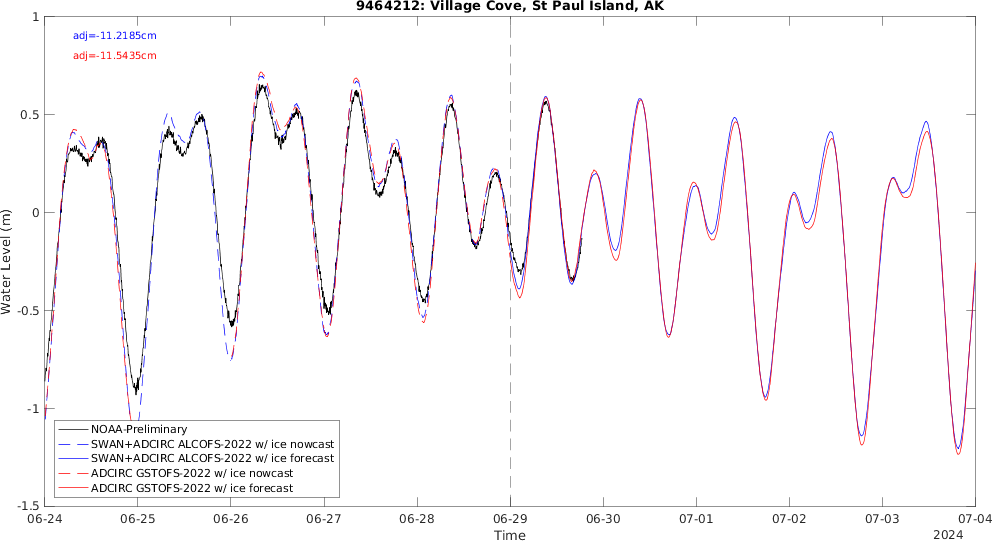 9464212: Village Cove, St Paul Island, AK
adj=-11.2185cm
adj=-11.5435cm
Water Level (m)
1
0.5
0
-0.5
-1
-1.5
NOAA-Preliminary
SWAN+ADCIRC ALCOFS-2022 w/ ice nowcast
SWAN+ADCIRC ALCOFS-2022 w/ ice forecast
ADCIRC GSTOFS-2022 w/ ice nowcast
ADCIRC GSTOFS-2022 w/ ice forecast
06-24 06-25 06-26 06-27 06-28 06-29 06-30 07-01 07-02 07-03 07-04
Time
2024